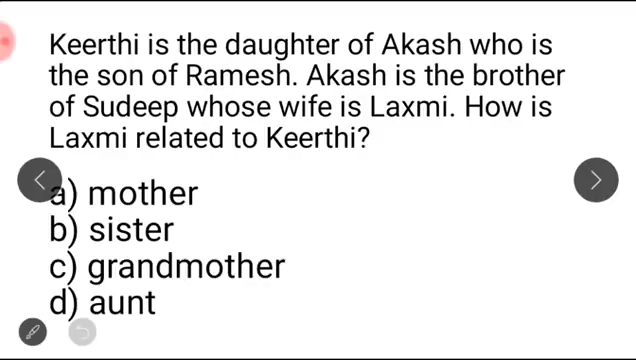 Keerthi is the daughter of Akash who is
the son of Ramesh. Akash is the brother
of Sudeep whose wife is Laxmi. How is
Laxmi related to Keerthi?
a) mother
b) sister
c) grandmother
d) aunt